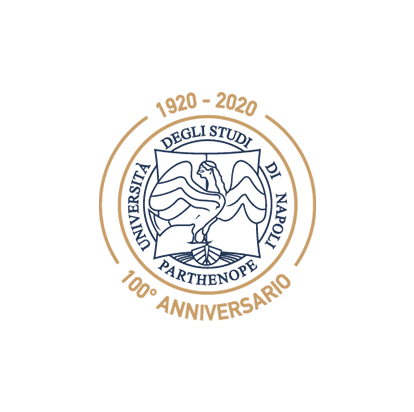 1920 - 2020
UNIVERSITÀ DEGLI STUDI DI NAPOLI
PARTHENOPE
100° ANNIVERSARIO